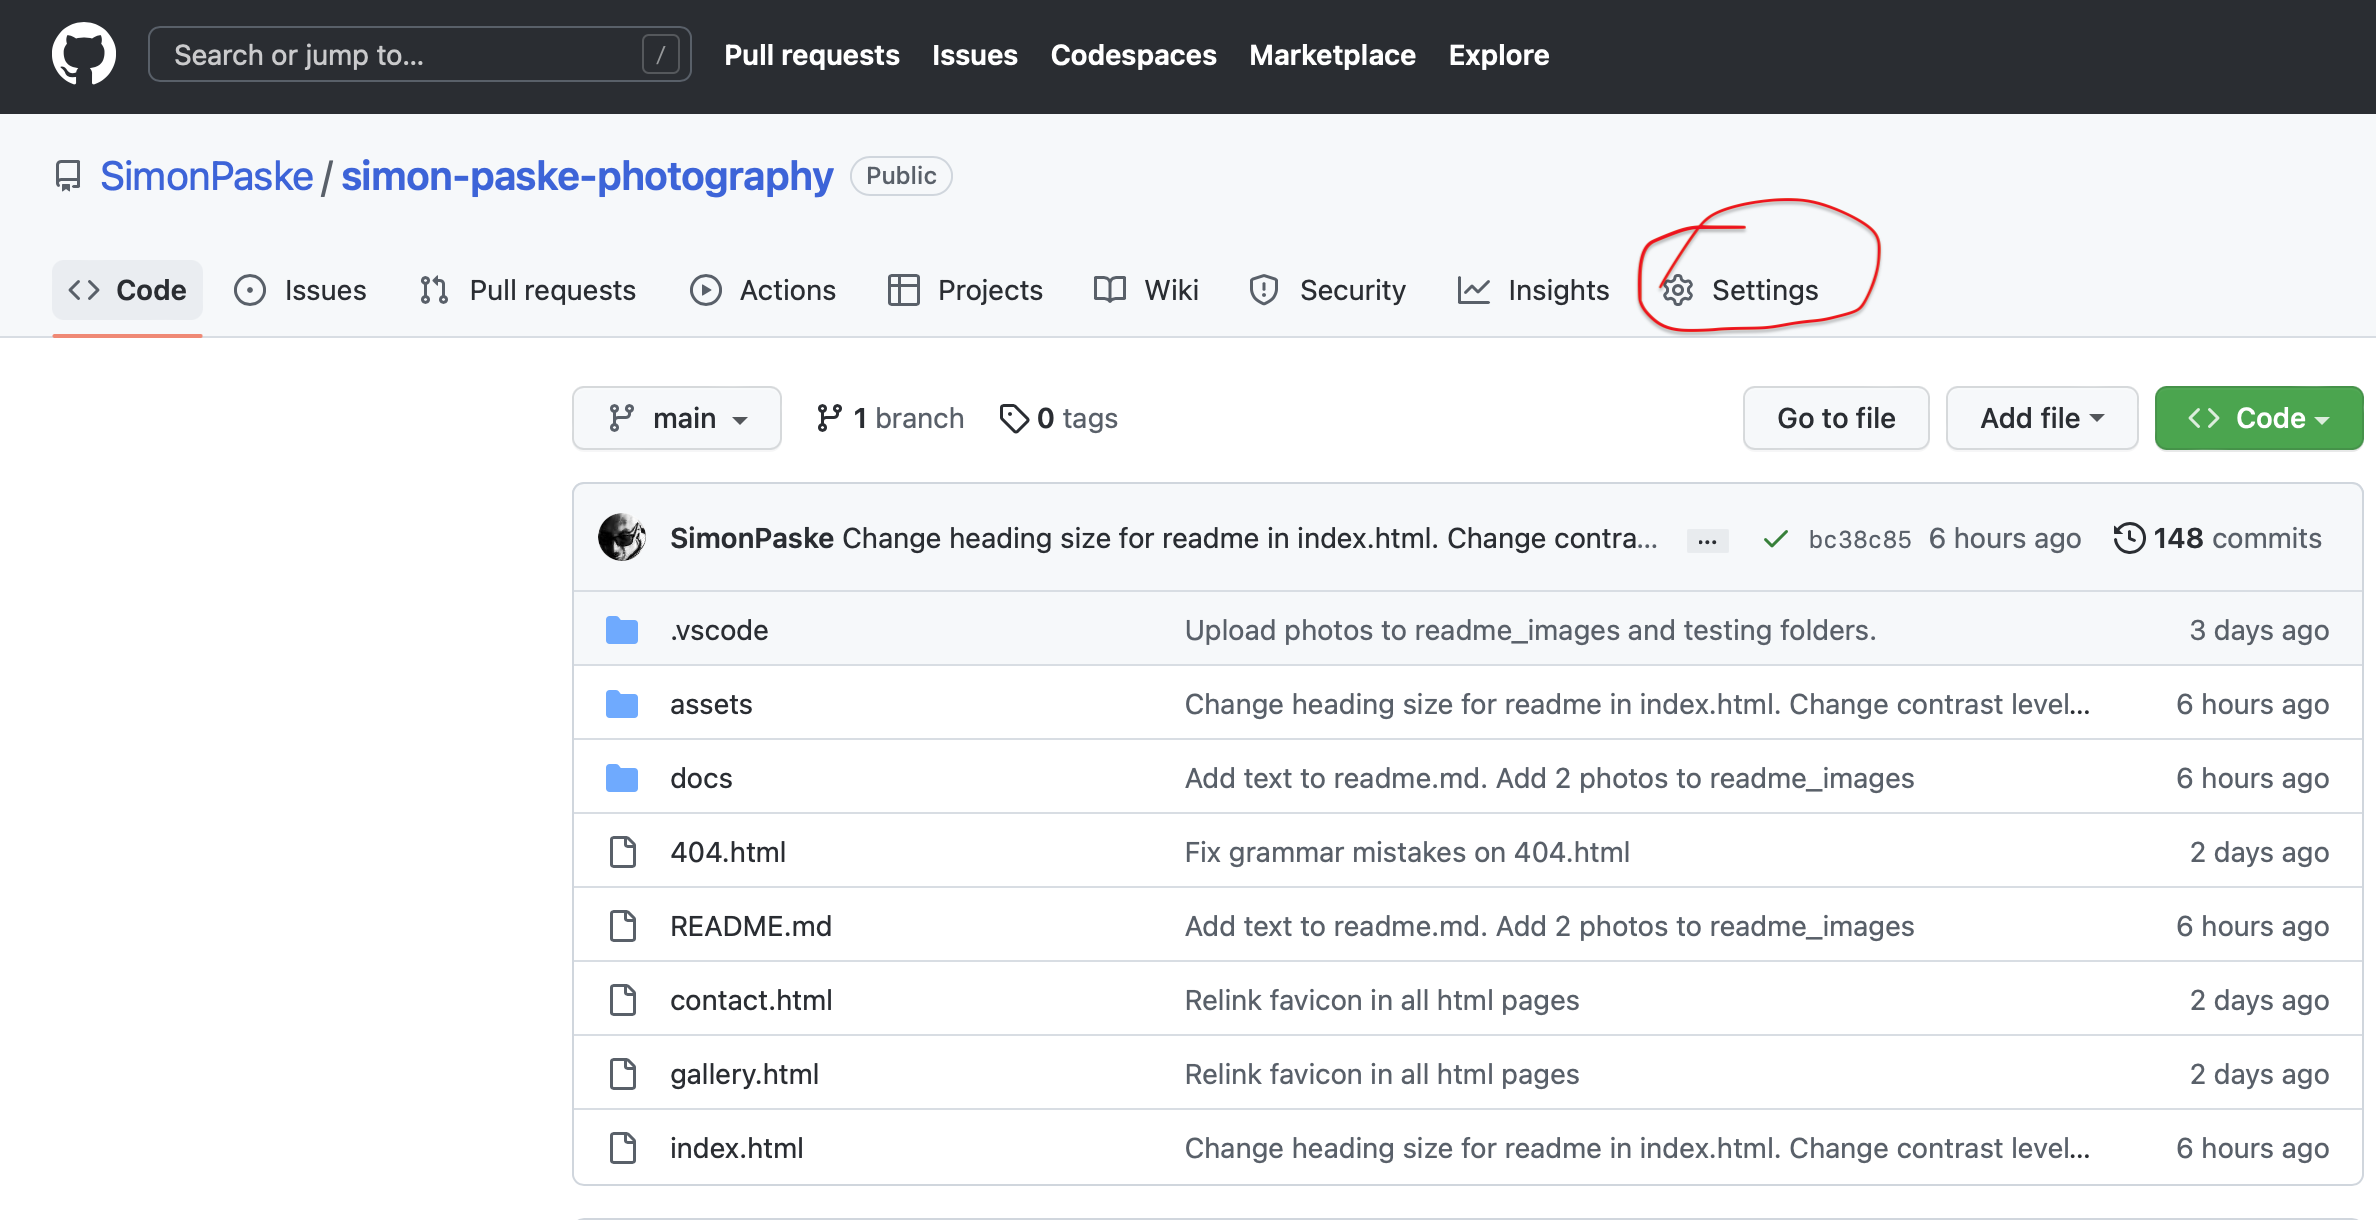 Search or jump to... / Pull requests Issues Codespaces Marketplace Explore
SimonPaske / simon-paske-photography Public
Code Issues Pull requests Actions Projects Wiki Security Insights Settings
main 1 branch 0 tags Go to file Add file Code
SimonPaske Change heading size for readme in index.html. Change contra... ... bc38c85 6 hours ago 148 commits
.vscode Upload photos to readme_images and testing folders. 3 days ago
assets Change heading size for readme in index.html. Change contrast level... 6 hours ago
docs Add text to readme.md. Add 2 photos to readme_images 6 hours ago
404.html Fix grammar mistakes on 404.html 2 days ago
README.md Add text to readme.md. Add 2 photos to readme_images 6 hours ago
contact.html Relink favicon in all html pages 2 days ago
gallery.html Relink favicon in all html pages 2 days ago
index.html Change heading size for readme in index.html. Change contrast level... 6 hours ago